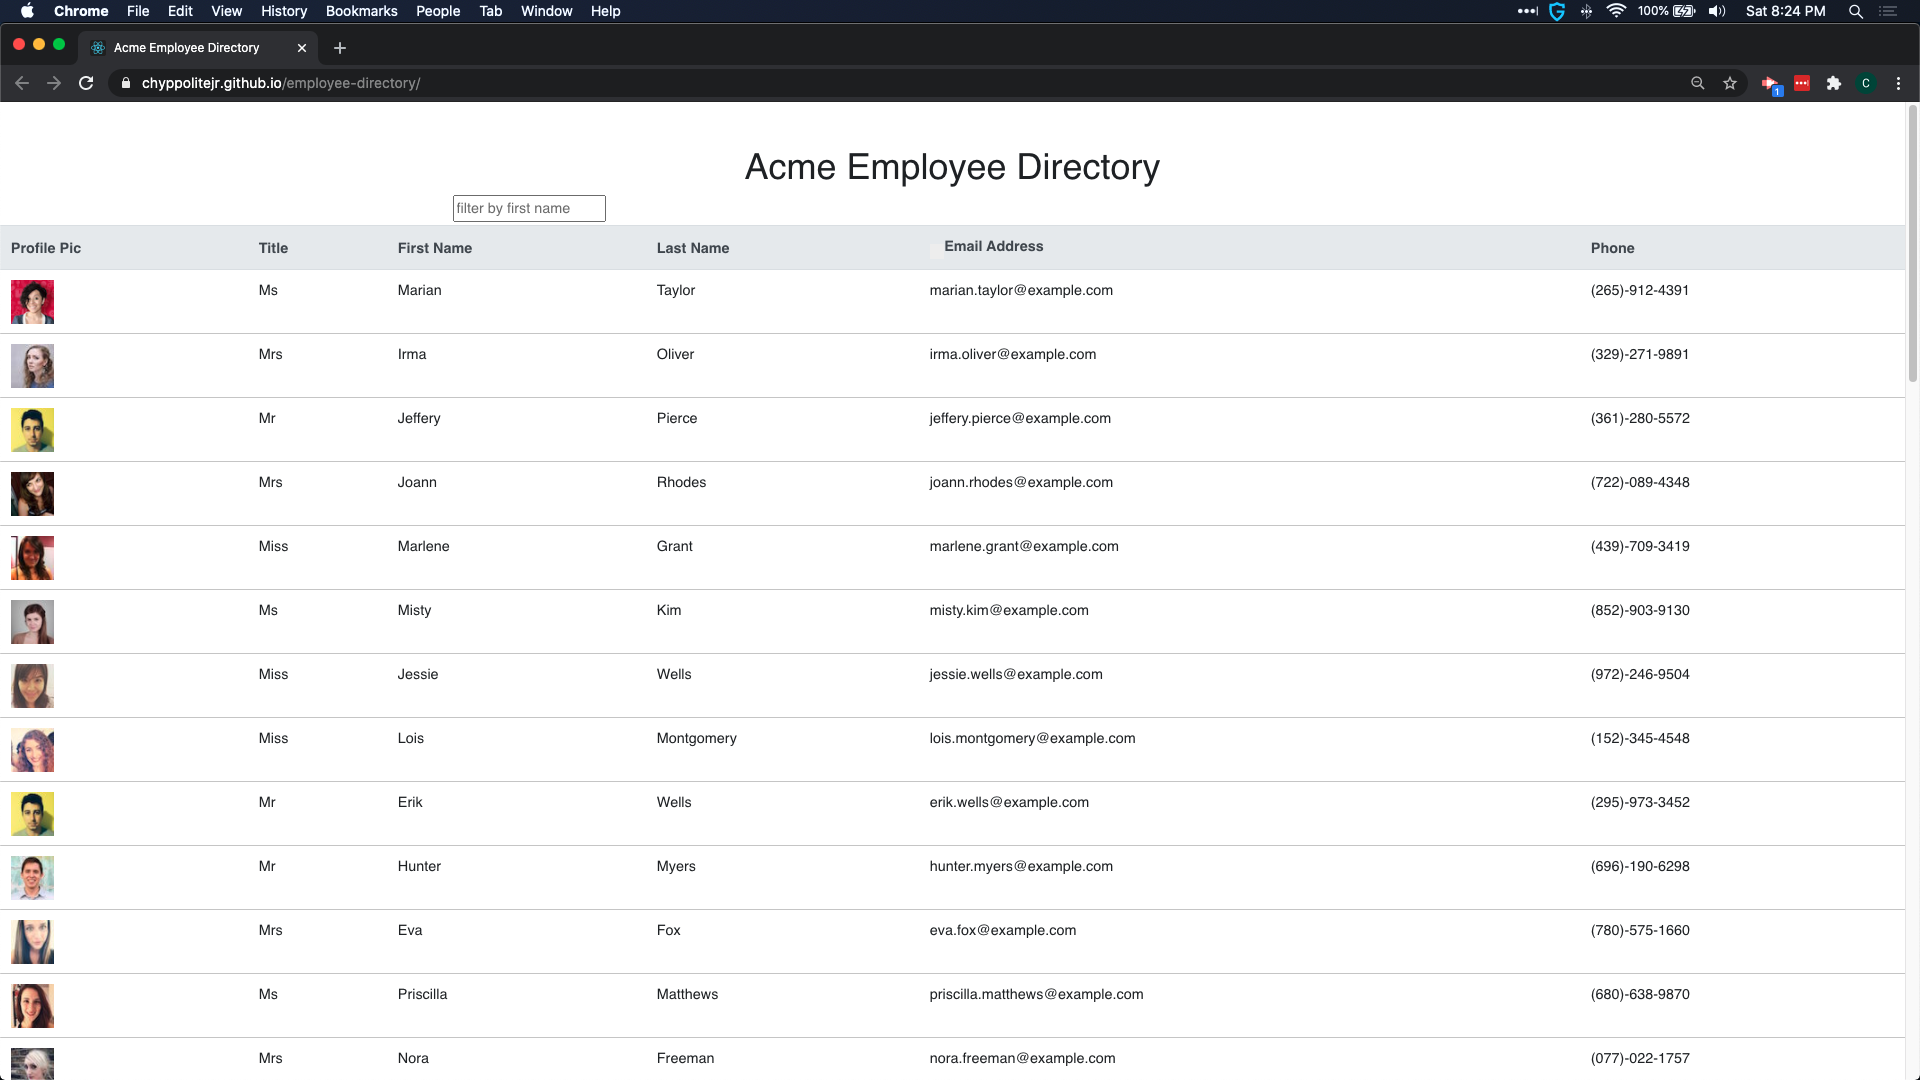 Chrome File Edit View History Bookmarks People Tab Window Help 100% Sat 8:24 PM
Acme Employee Directory
chyppolitejr.github.io/employee-directory/ 1 C
Acme Employee Directory
filter by first name
Profile Pic Title First Name Last Name Email Address Phone
Ms Marian Taylor marian.taylor@example.com (265)-912-4391
Mrs Irma Oliver irma.oliver@example.com (329)-271-9891
Mr Jeffery Pierce jeffery.pierce@example.com (361)-280-5572
Mrs Joann Rhodes joann.rhodes@example.com (722)-089-4348
Miss Marlene Grant marlene.grant@example.com (439)-709-3419
Ms Misty Kim misty.kim@example.com (852)-903-9130
Miss Jessie Wells jessie.wells@example.com (972)-246-9504
Miss Lois Montgomery lois.montgomery@example.com (152)-345-4548
Mr Erik Wells erik.wells@example.com (295)-973-3452
Mr Hunter Myers hunter.myers@example.com (696)-190-6298
Mrs Eva Fox eva.fox@example.com (780)-575-1660
Ms Priscilla Matthews priscilla.matthews@example.com (680)-638-9870
Mrs Nora Freeman nora.freeman@example.com (077)-022-1757